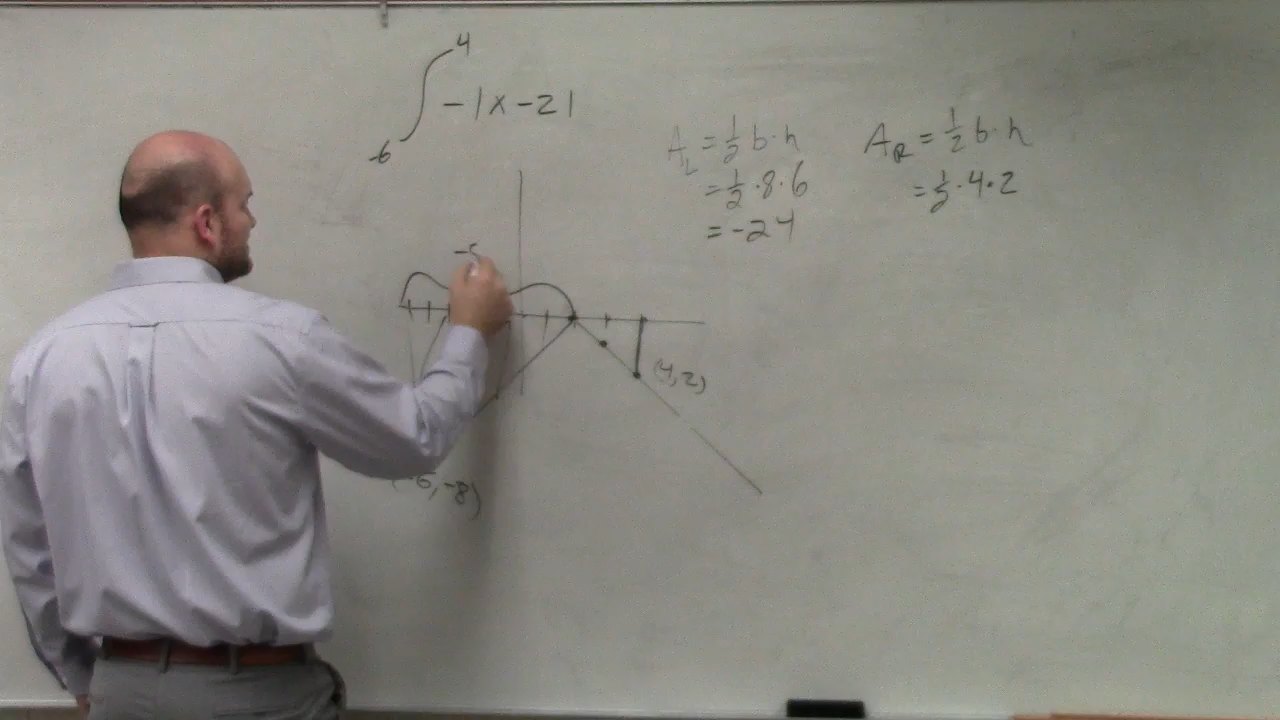 ∫ 4 -6
-|x-2|
A_L = 1/2 b·h
= 1/2 ·8·6
= -24
A_R = 1/2 b·h
= 1/2 ·4·2
(4,2)
,-8)